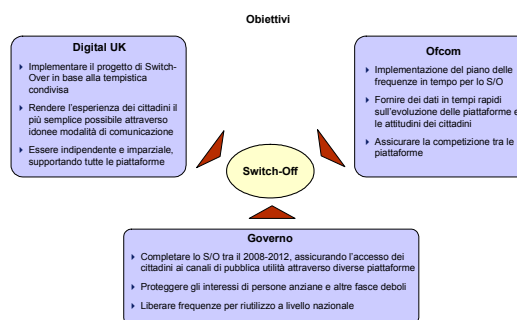 Obiettivi
Digital UK
Implementare il progetto di Switch-
Over in base alla tempistica
condivisa
Rendere l'esperienza dei cittadini il
più semplice possibile attraverso
idonee modalità di comunicazione
Essere indipendente e imparziale,
supportando tutte le piattaforme
Ofcom
Implementazione del piano delle
frequenze in tempo per lo S/O
Fornire dei dati in tempi rapidi
sull'evoluzione delle piattaforme e
le attitudini dei cittadini
Assicurare la competizione tra le
piattaforme
Switch-Off
Governo
Completare lo S/O tra il 2008-2012, assicurando l'accesso dei
cittadini ai canali di pubblica utilità attraverso diverse piattaforme
Proteggere gli interessi di persone anziane e altre fasce deboli
Liberare frequenze per riutilizzo a livello nazionale